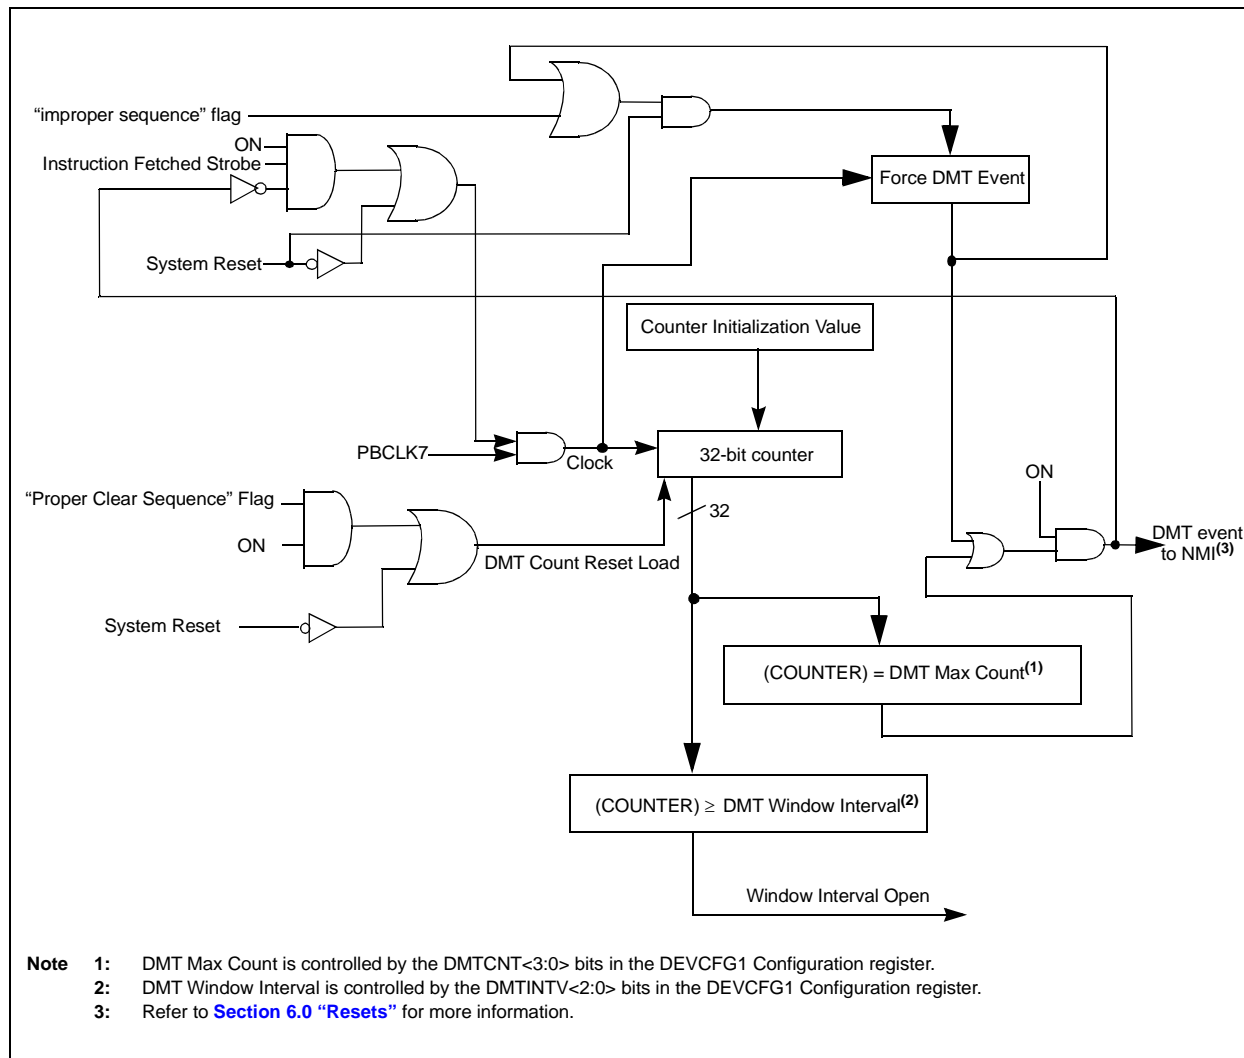 “improper sequence” flag
ON
Instruction Fetched Strobe
Force DMT Event
System Reset
Counter Initialization Value
PBCLK7
Clock
32-bit counter
ON
“Proper Clear Sequence” Flag
32
ON
DMT Count Reset Load
DMT event
to NMI(3)
System Reset
(COUNTER) = DMT Max Count(1)
(COUNTER) ≥ DMT Window Interval(2)
Window Interval Open
Note 1: DMT Max Count is controlled by the DMTCNT<3:0> bits in the DEVCFG1 Configuration register.
2: DMT Window Interval is controlled by the DMTINTV<2:0> bits in the DEVCFG1 Configuration register.
3: Refer to Section 6.0 “Resets” for more information.